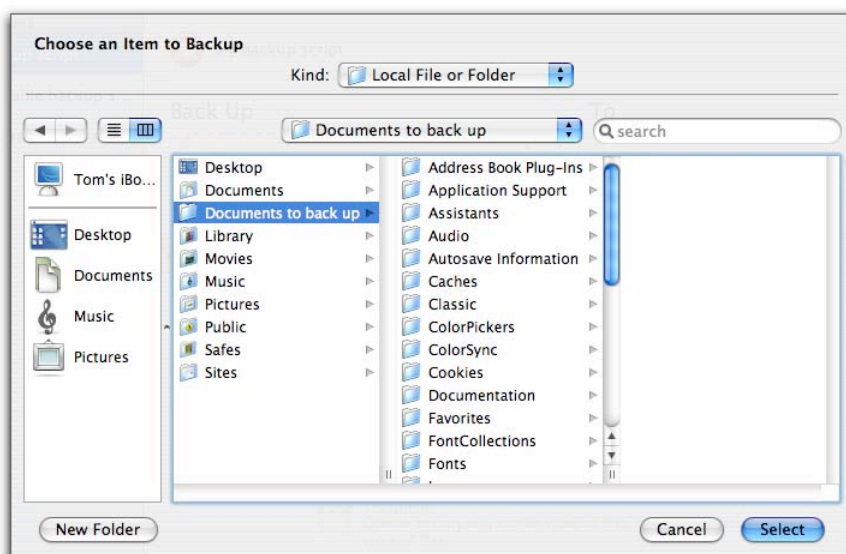 Choose an Item to Backup
Kind: Local File or Folder
Back Up
To
Documents to back up
search
Tom's iBo...
Desktop
Documents
Music
Pictures
Desktop
Documents
Documents to back up
Library
Movies
Music
Pictures
Public
Safes
Sites
Address Book Plug-Ins
Application Support
Assistants
Audio
Autosave Information
Caches
Classic
ColorPickers
ColorSync
Cookies
Documentation
Favorites
FontCollections
Fonts
New Folder
Cancel
Select